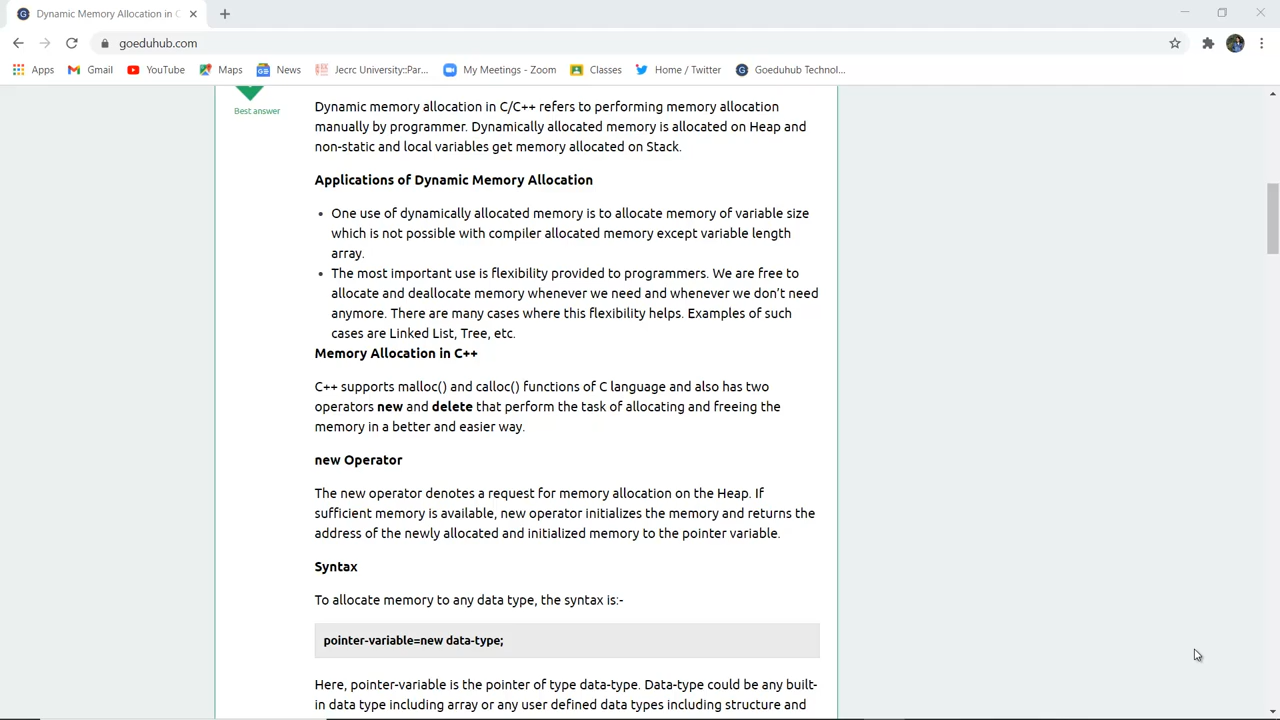 Dynamic Memory Allocation in C
goeduhub.com
Apps Gmail YouTube Maps News Jecrc University::Par... My Meetings - Zoom Classes Home / Twitter Goeduhub Technol...
Best answer
Dynamic memory allocation in C/C++ refers to performing memory allocation
manually by programmer. Dynamically allocated memory is allocated on Heap and
non-static and local variables get memory allocated on Stack.
Applications of Dynamic Memory Allocation
• One use of dynamically allocated memory is to allocate memory of variable size
which is not possible with compiler allocated memory except variable length
array.
• The most important use is flexibility provided to programmers. We are free to
allocate and deallocate memory whenever we need and whenever we don’t need
anymore. There are many cases where this flexibility helps. Examples of such
cases are Linked List, Tree, etc.
Memory Allocation in C++
C++ supports malloc() and calloc() functions of C language and also has two
operators new and delete that perform the task of allocating and freeing the
memory in a better and easier way.
new Operator
The new operator denotes a request for memory allocation on the Heap. If
sufficient memory is available, new operator initializes the memory and returns the
address of the newly allocated and initialized memory to the pointer variable.
Syntax
To allocate memory to any data type, the syntax is:-
pointer-variable=new data-type;
Here, pointer-variable is the pointer of type data-type. Data-type could be any built-
in data type including array or any user defined data types including structure and